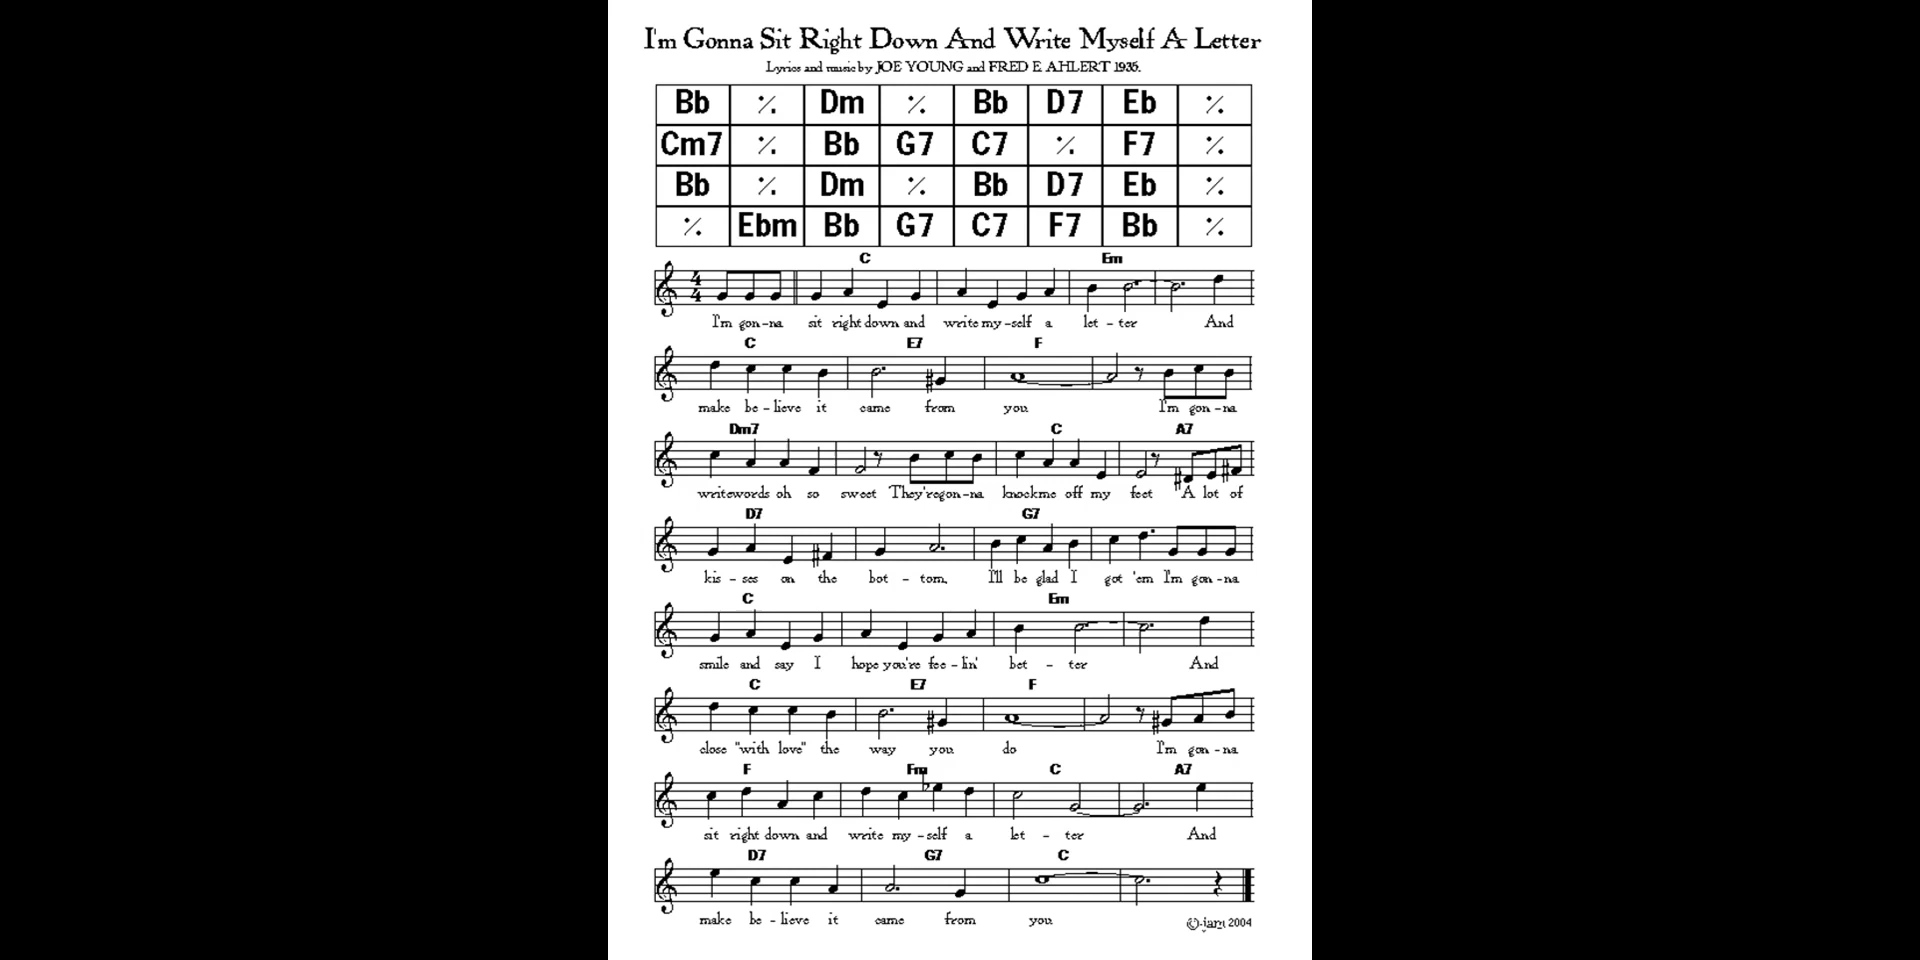 I'm Gonna Sit Right Down And Write Myself A Letter
Lyrics and music by JOE YOUNG and FRED E AHLERT 1935.
Bb ٪ Dm ٪ Bb D7 Eb ٪
Cm7 ٪ Bb G7 C7 ٪ F7 ٪
Bb ٪ Dm ٪ Bb D7 Eb ٪
٪ Ebm Bb G7 C7 F7 Bb ٪
C Em
4
4
I'm gon-na sit right down and write my-self a let - ter And
C E7 F
make be - lieve it came from you I'm gon-na
Dm7 C A7
write words oh so sweet They're gon-na knock me off my feet A lot of
D7 G7
kis - ses on the bot - tom, I'll be glad I got 'em I'm gon-na
C Em
smile and say I hope you're fee - lin' bet - ter And
C E7 F
close "with love" the way you do I'm gon-na
F Fm C A7
sit right down and write my-self a let - ter And
D7 G7 C
make be - lieve it came from you
©-jam 2004